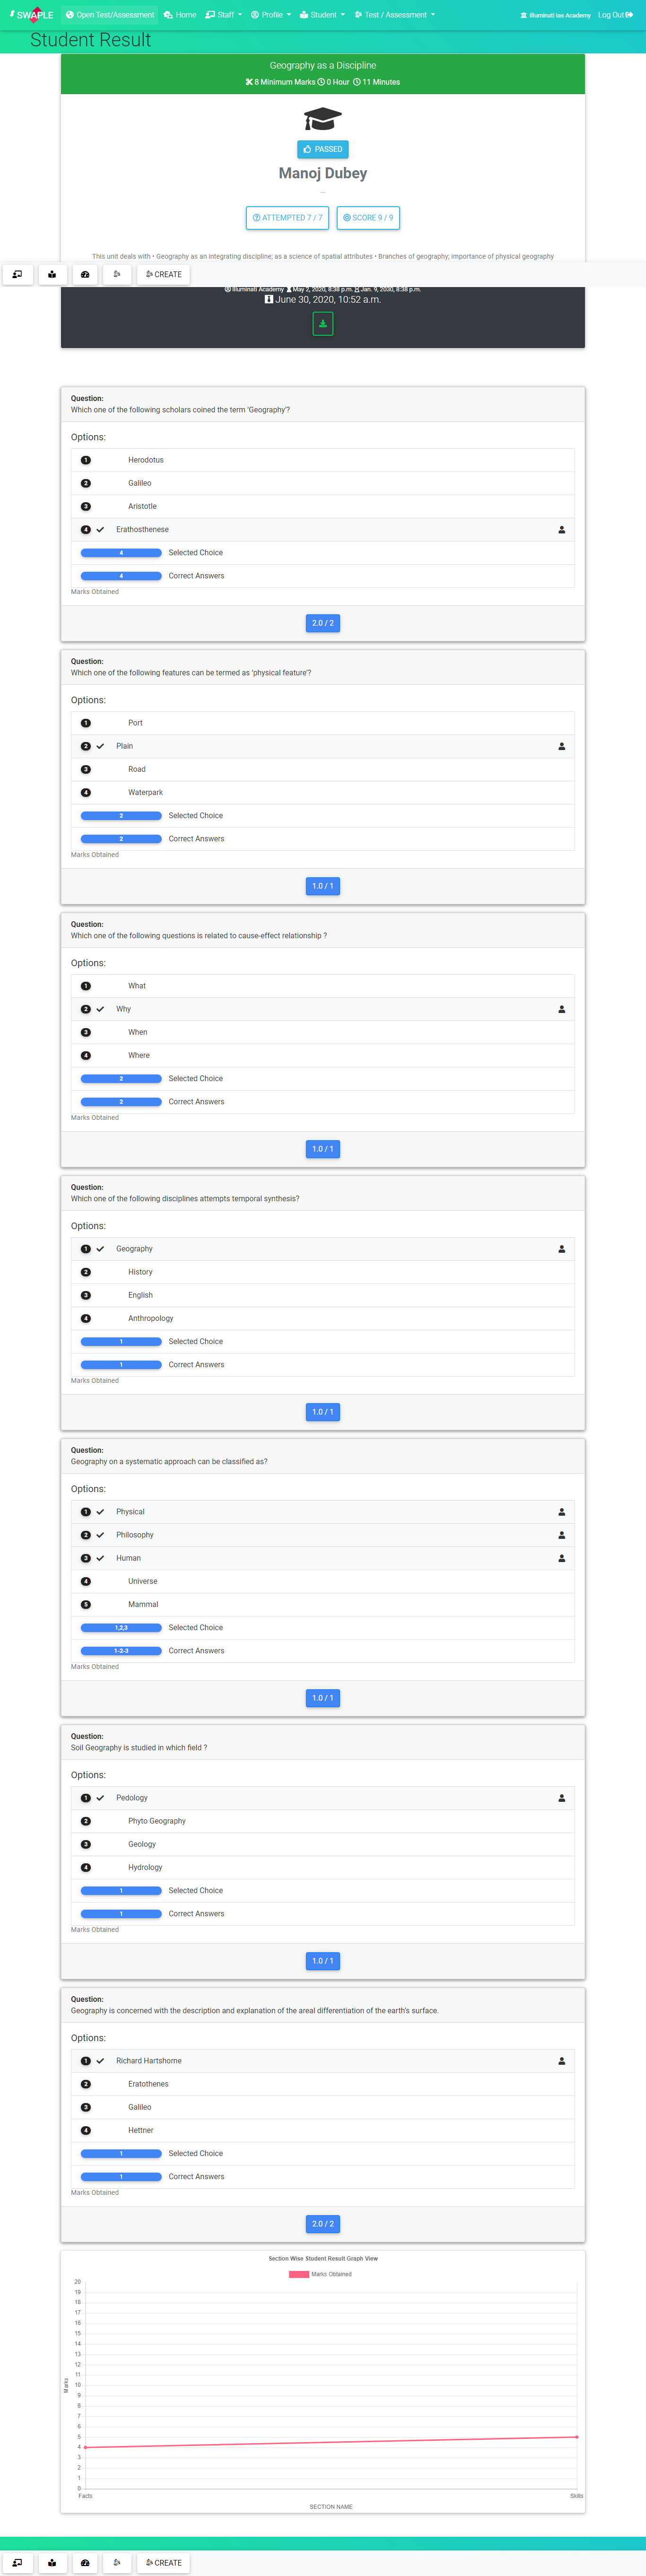 SWAPLE Open Test/Assessment Home Staff Profile Student Test / Assessment Illuminati Ias Academy Log Out
Student Result
Geography as a Discipline
8 Minimum Marks 0 Hour 11 Minutes
PASSED
Manoj Dubey
ATTEMPTED 7 / 7 SCORE 9 / 9
This unit deals with • Geography as an integrating discipline; as a science of spatial attributes • Branches of geography; importance of physical geography
CREATE
Illuminati Academy May 2, 2020, 8:38 p.m. Jan. 9, 2030, 8:38 p.m.
June 30, 2020, 10:52 a.m.
Question:
Which one of the following scholars coined the term 'Geography'?
Options:
1 Herodotus
2 Galileo
3 Aristotle
4 Erathosthenese
4 Selected Choice
4 Correct Answers
Marks Obtained
2.0 / 2
Question:
Which one of the following features can be termed as 'physical feature'?
Options:
1 Port
2 Plain
3 Road
4 Waterpark
2 Selected Choice
2 Correct Answers
Marks Obtained
1.0 / 1
Question:
Which one of the following questions is related to cause-effect relationship ?
Options:
1 What
2 Why
3 When
4 Where
2 Selected Choice
2 Correct Answers
Marks Obtained
1.0 / 1
Question:
Which one of the following disciplines attempts temporal synthesis?
Options:
1 Geography
2 History
3 English
4 Anthropology
1 Selected Choice
1 Correct Answers
Marks Obtained
1.0 / 1
Question:
Geography on a systematic approach can be classified as?
Options:
1 Physical
2 Philosophy
3 Human
4 Universe
5 Mammal
1,2,3 Selected Choice
1-2-3 Correct Answers
Marks Obtained
1.0 / 1
Question:
Soil Geography is studied in which field ?
Options:
1 Pedology
2 Phyto Geography
3 Geology
4 Hydrology
1 Selected Choice
1 Correct Answers
Marks Obtained
1.0 / 1
Question:
Geography is concerned with the description and explanation of the areal differentiation of the earth's surface.
Options:
1 Richard Hartshorne
2 Eratothenes
3 Galileo
4 Hettner
1 Selected Choice
1 Correct Answers
Marks Obtained
2.0 / 2
Section Wise Student Result Graph View
Marks Obtained
20
19
18
17
16
15
14
13
12
11
10
9
8
7
6
5
4
3
2
1
0
Marks
Facts Skills
SECTION NAME
CREATE